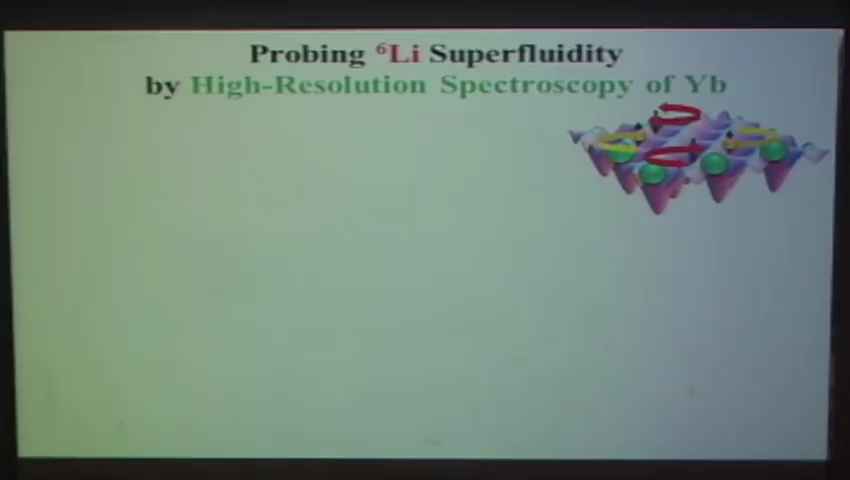 Probing ⁶Li Superfluidity
by High-Resolution Spectroscopy of Yb